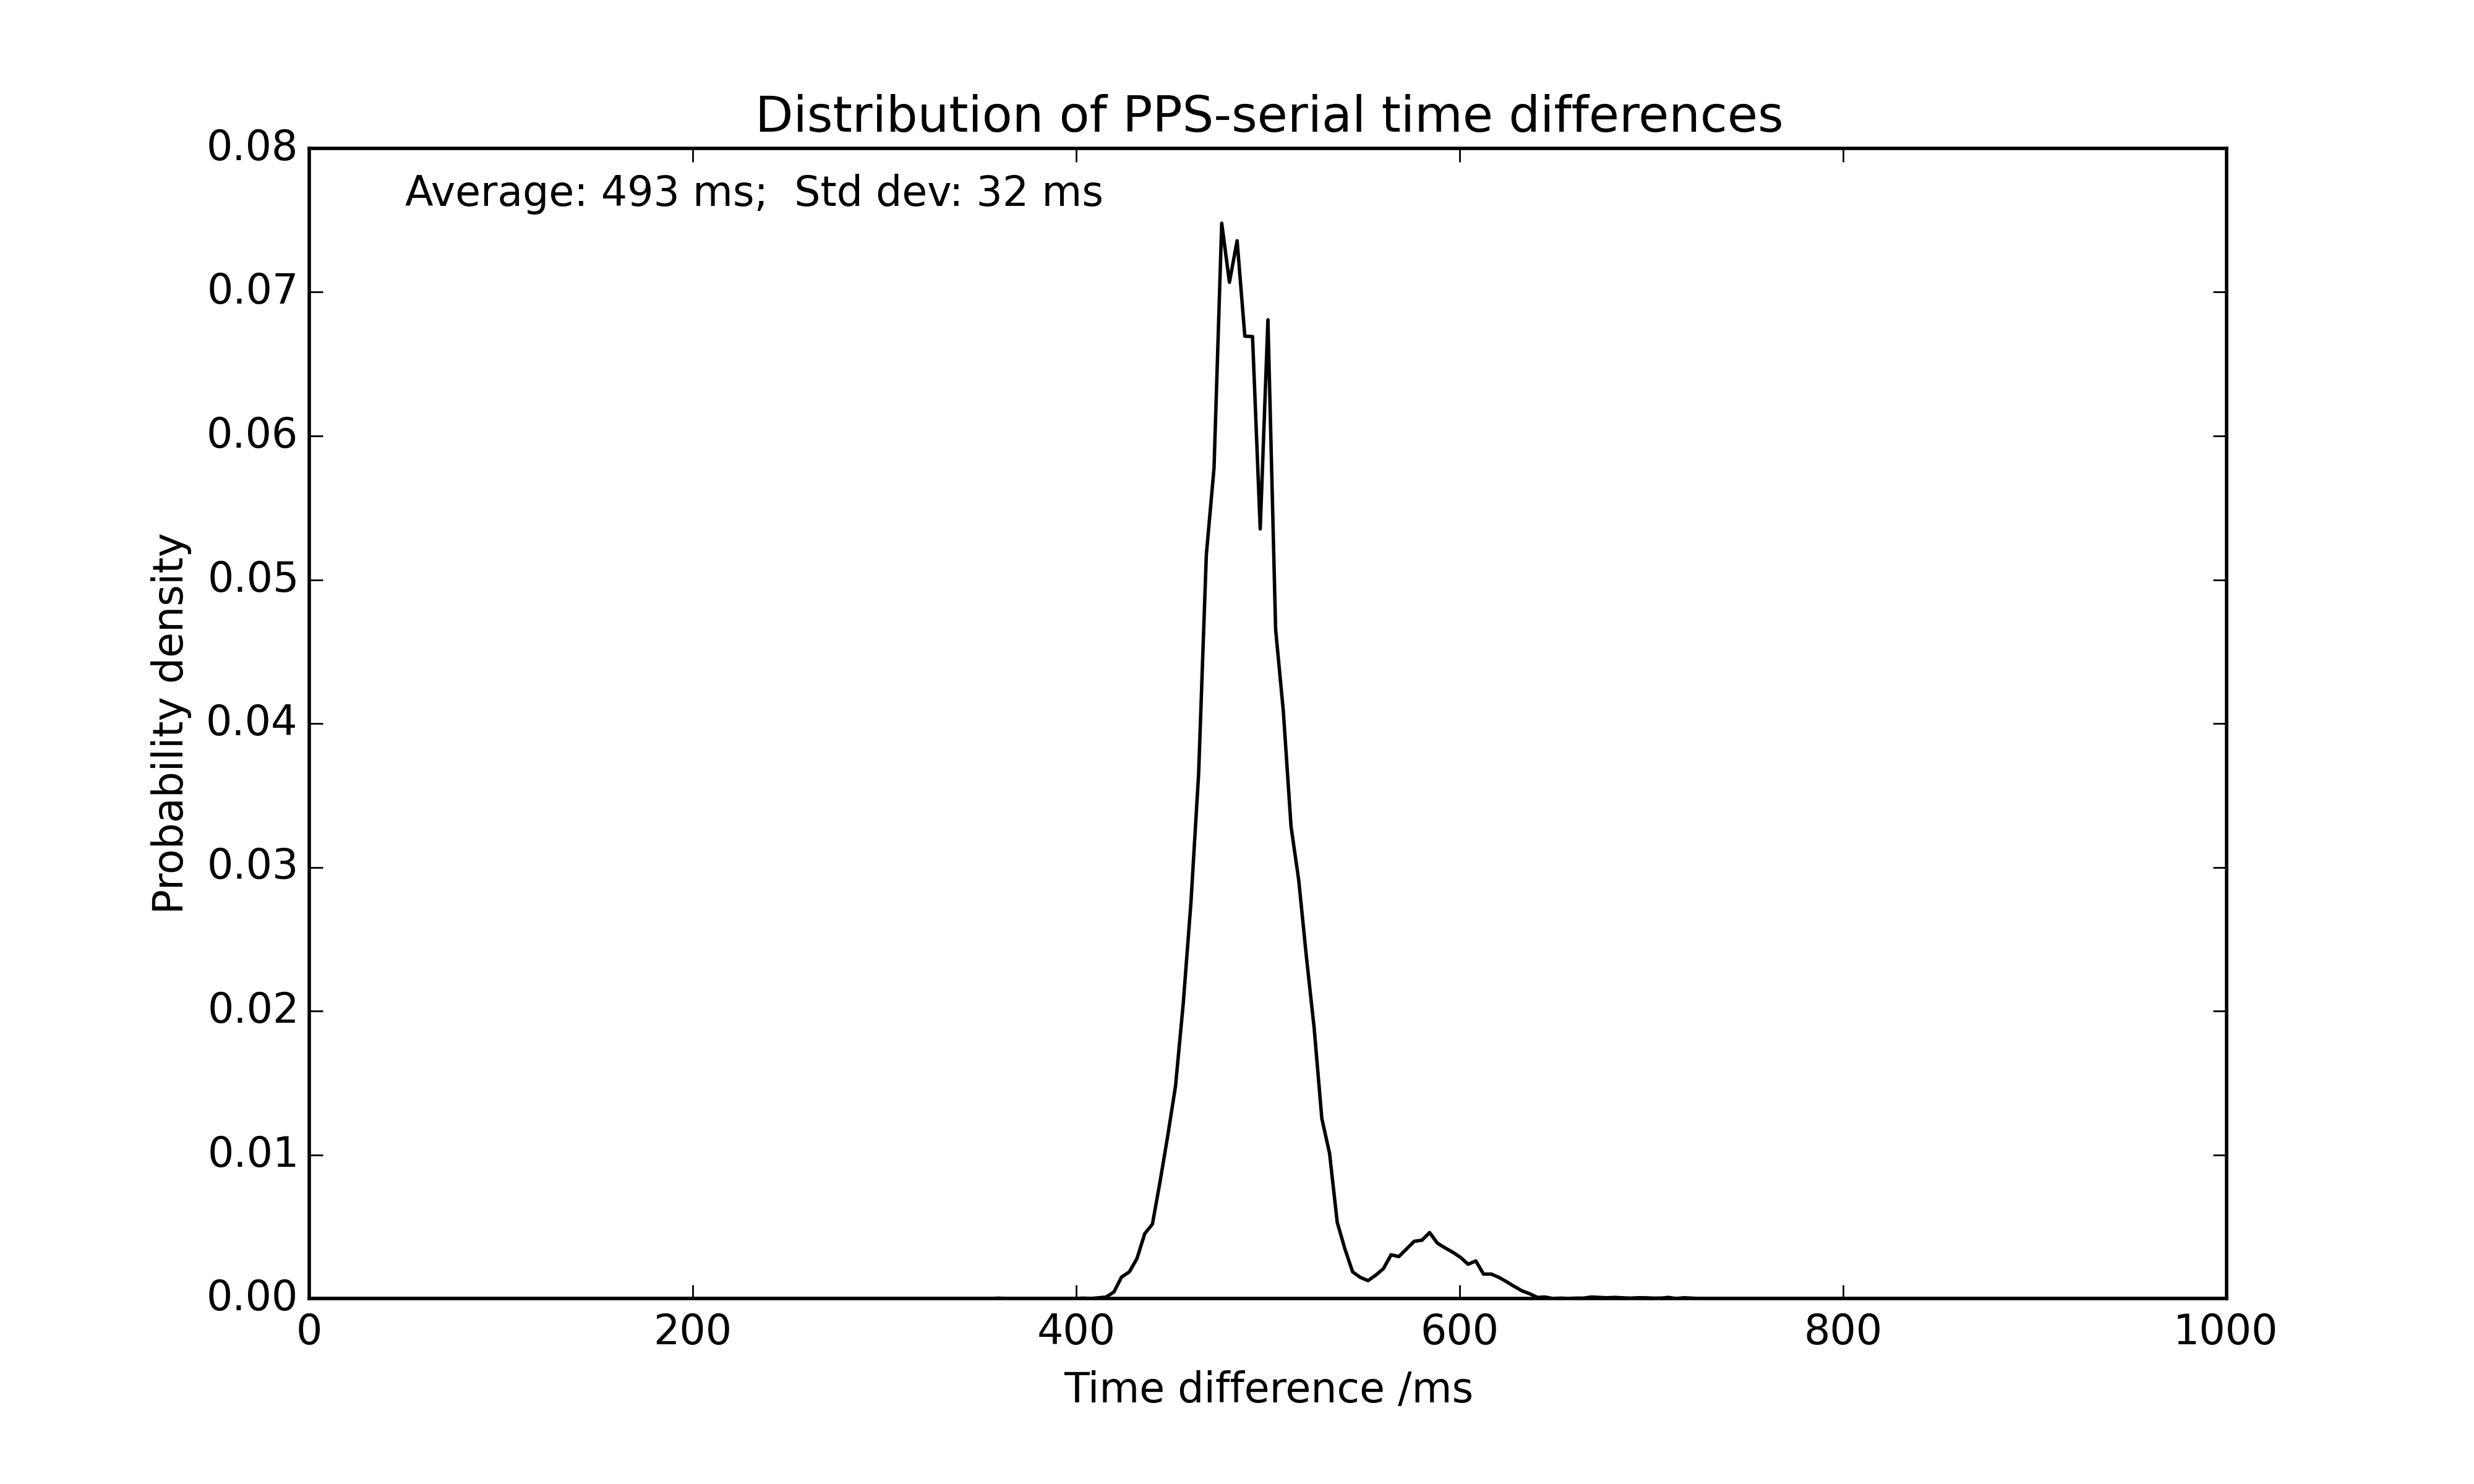 Distribution of PPS-serial time differences
Average: 493 ms;  Std dev: 32 ms
0.08
0.07
0.06
0.05
0.04
0.03
0.02
0.01
0.00
Probability density
0 200 400 600 800 1000
Time difference /ms